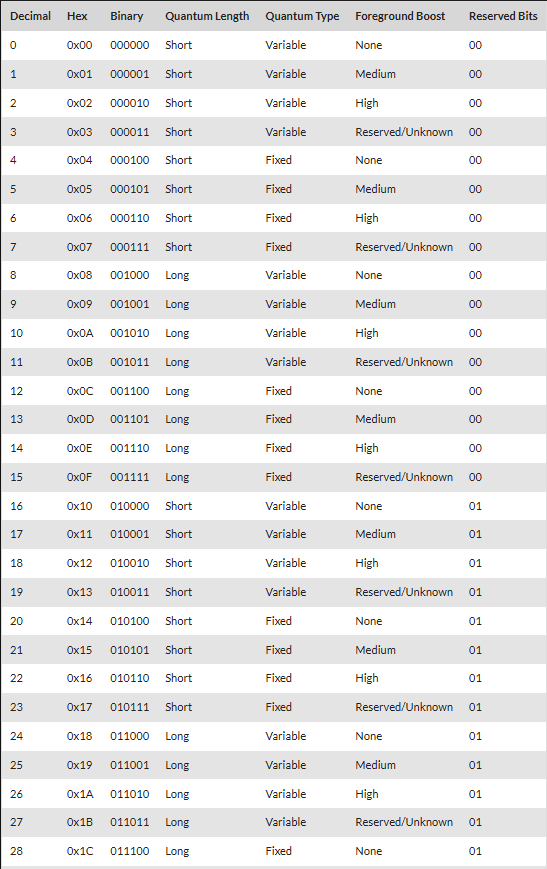 Decimal Hex Binary Quantum Length Quantum Type Foreground Boost Reserved Bits
0 0x00 000000 Short Variable None 00
1 0x01 000001 Short Variable Medium 00
2 0x02 000010 Short Variable High 00
3 0x03 000011 Short Variable Reserved/Unknown 00
4 0x04 000100 Short Fixed None 00
5 0x05 000101 Short Fixed Medium 00
6 0x06 000110 Short Fixed High 00
7 0x07 000111 Short Fixed Reserved/Unknown 00
8 0x08 001000 Long Variable None 00
9 0x09 001001 Long Variable Medium 00
10 0x0A 001010 Long Variable High 00
11 0x0B 001011 Long Variable Reserved/Unknown 00
12 0x0C 001100 Long Fixed None 00
13 0x0D 001101 Long Fixed Medium 00
14 0x0E 001110 Long Fixed High 00
15 0x0F 001111 Long Fixed Reserved/Unknown 00
16 0x10 010000 Short Variable None 01
17 0x11 010001 Short Variable Medium 01
18 0x12 010010 Short Variable High 01
19 0x13 010011 Short Variable Reserved/Unknown 01
20 0x14 010100 Short Fixed None 01
21 0x15 010101 Short Fixed Medium 01
22 0x16 010110 Short Fixed High 01
23 0x17 010111 Short Fixed Reserved/Unknown 01
24 0x18 011000 Long Variable None 01
25 0x19 011001 Long Variable Medium 01
26 0x1A 011010 Long Variable High 01
27 0x1B 011011 Long Variable Reserved/Unknown 01
28 0x1C 011100 Long Fixed None 01